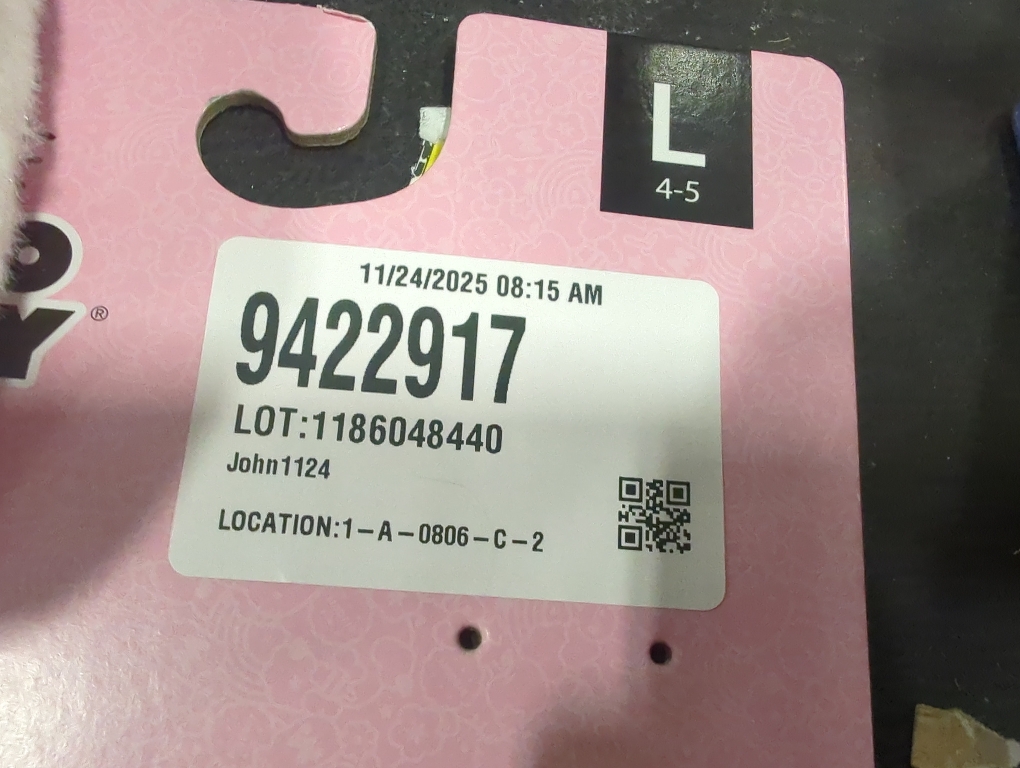 L
4-5
®
11/24/2025 08:15 AM
9422917
LOT:1186048440
John1124
LOCATION:1-A-0806-C-2